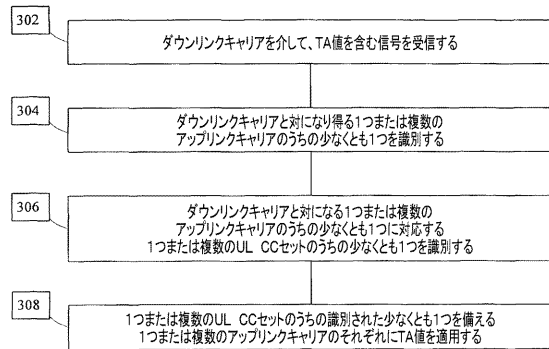 302
ダウンリンクキャリアを介して、TA値を含む信号を受信する
304
ダウンリンクキャリアと対になり得る1つまたは複数の
アップリンクキャリアのうちの少なくとも1つを識別する
306
ダウンリンクキャリアと対になる1つまたは複数の
アップリンクキャリアのうちの少なくとも1つに対応する
1つまたは複数のUL CCセットのうちの少なくとも1つを識別する
308
1つまたは複数のUL CCセットのうちの識別された少なくとも1つを備える
1つまたは複数のアップリンクキャリアのそれぞれにTA値を適用する